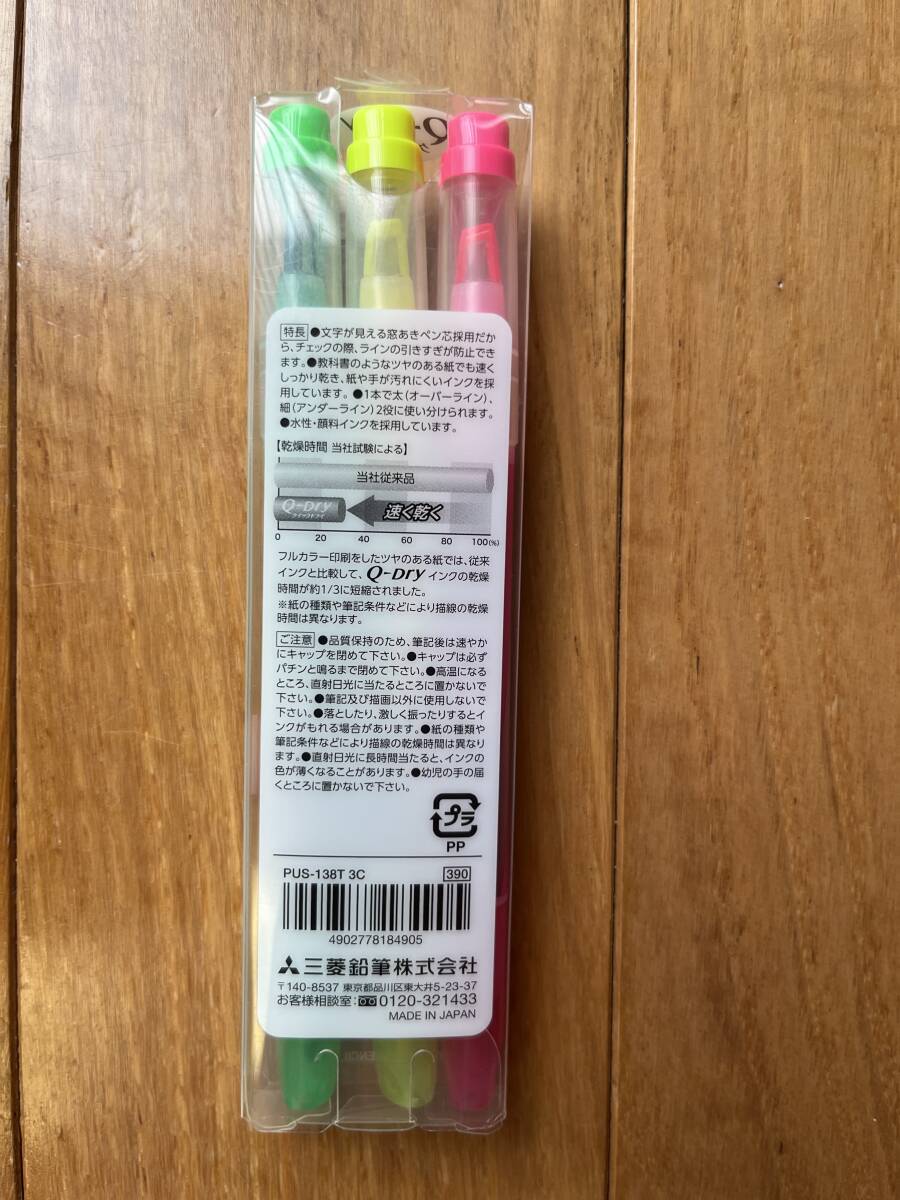 特長 ●文字が見える窓あきペン芯採用だか
ら、チェックの際、ラインの引きすぎが防止でき
ます。●教科書のようなツヤのある紙でも速く
しっかり乾き、紙や手が汚れにくいインクを採
用しています。●1本で太(オーバーライン)、
細(アンダーライン)2役に使い分けられます。
●水性・顔料インクを採用しています。
【乾燥時間 当社試験による】
当社従来品
Q-Dry
クイックドライ
速く乾く
0 20 40 60 80 100(%)
フルカラー印刷をしたツヤのある紙では、従来
インクと比較して、Q-Dryインクの乾燥
時間が約1/3に短縮されました。
※紙の種類や筆記条件などにより描線の乾燥
時間は異なります。
ご注意 ●品質保持のため、筆記後は速やか
にキャップを閉めて下さい。●キャップは必ず
パチンと鳴るまで閉めて下さい。●高温になる
ところ、直射日光に当たるところに置かないで
下さい。●筆記及び描画以外に使用しないで
下さい。●落としたり、激しく振ったりするとイ
ンクがもれる場合があります。●紙の種類や
筆記条件などにより描線の乾燥時間は異なり
ます。●直射日光に長時間当たると、インクの
色が薄くなることがあります。●幼児の手の届
くところに置かないで下さい。
プラ
PP
PUS-138T 3C 390
4902778184905
三菱鉛筆株式会社
〒140-8537 東京都品川区東大井5-23-37
お客様相談室:0120-321433
MADE IN JAPAN